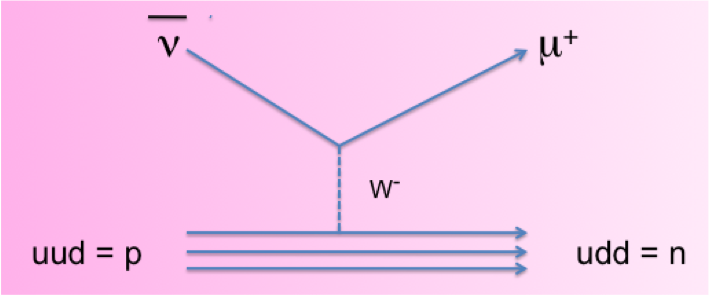 ν̅ μ⁺
W⁻
uud = p udd = n